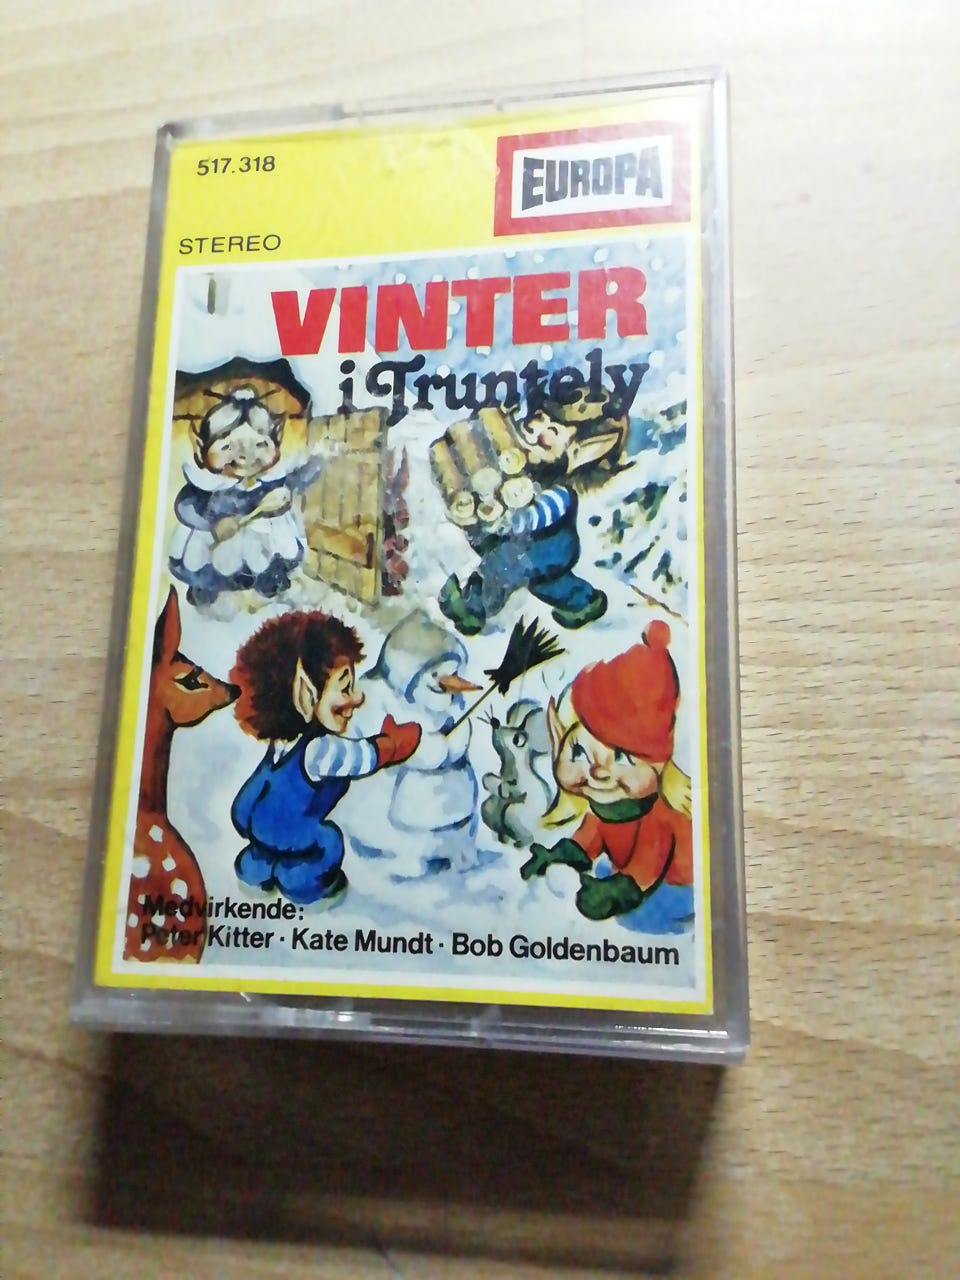 517.318
EUROPA
STEREO
VINTER
i Truntely
Medvirkende:
Peter Kitter · Kate Mundt · Bob Goldenbaum